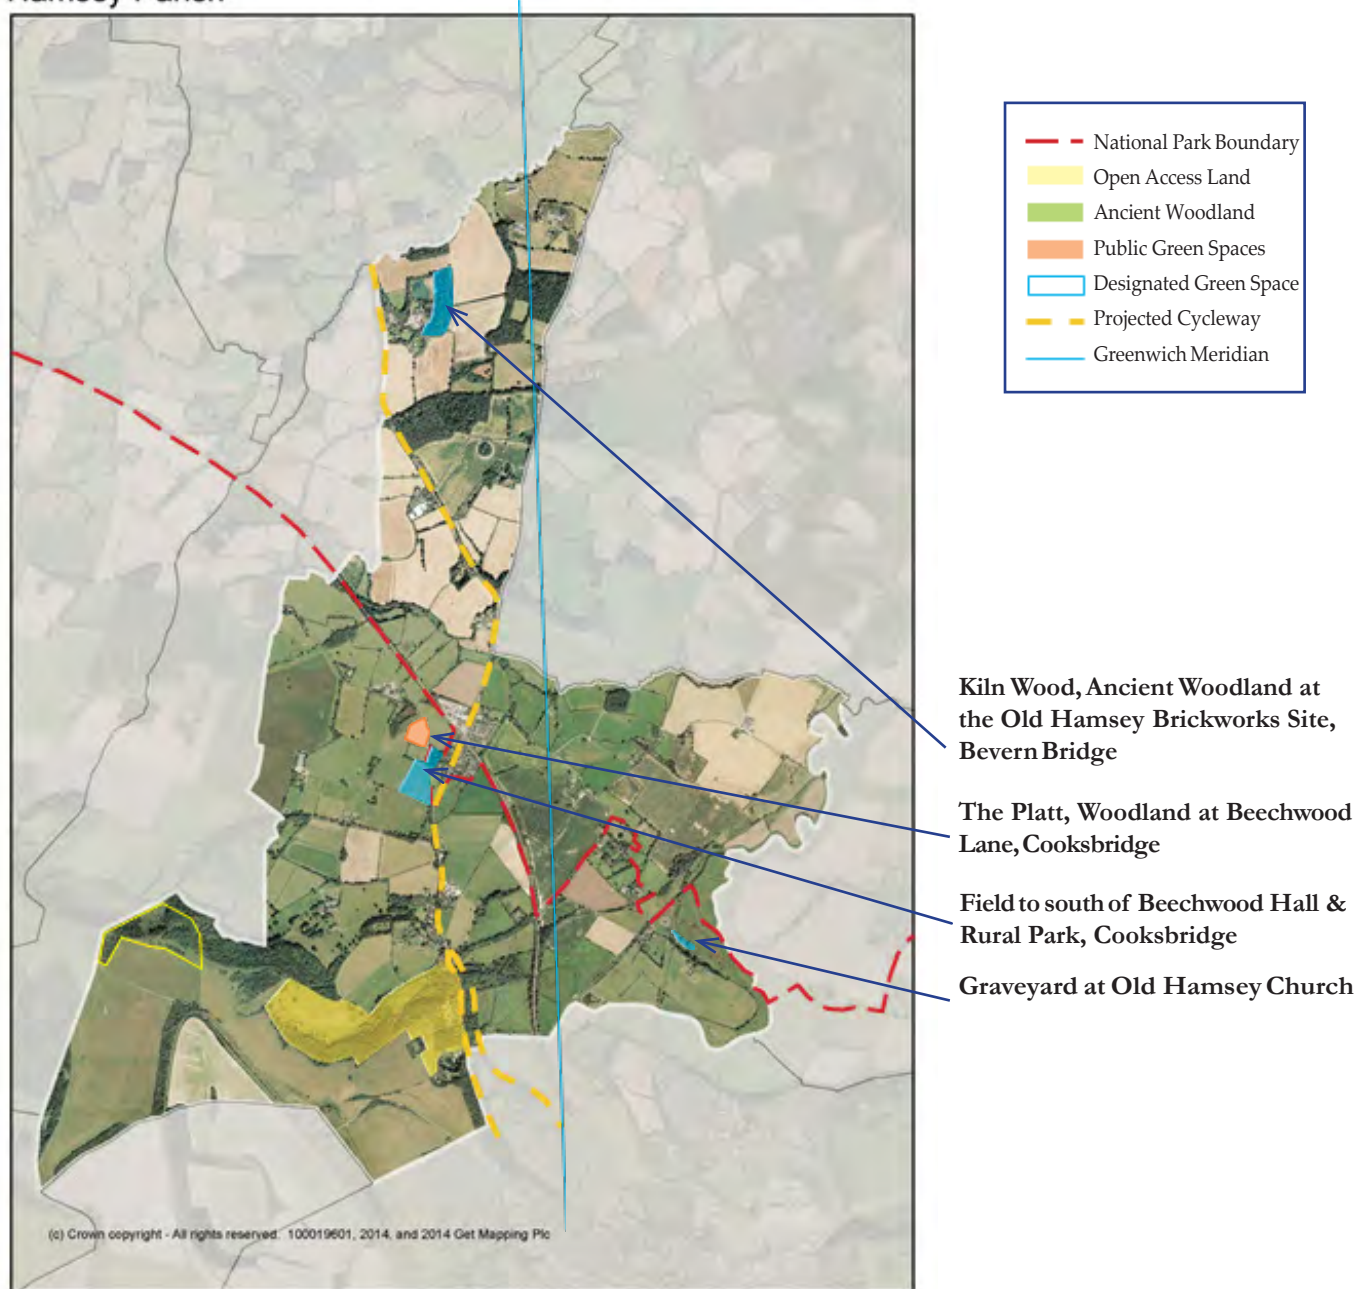 Hamsey Parish
National Park Boundary
Open Access Land
Ancient Woodland
Public Green Spaces
Designated Green Space
Projected Cycleway
Greenwich Meridian
Kiln Wood, Ancient Woodland at
the Old Hamsey Brickworks Site,
Bevern Bridge
The Platt, Woodland at Beechwood
Lane, Cooksbridge
Field to south of Beechwood Hall &
Rural Park, Cooksbridge
Graveyard at Old Hamsey Church
(c) Crown copyright - All rights reserved. 100019601, 2014, and 2014 Get Mapping Plc